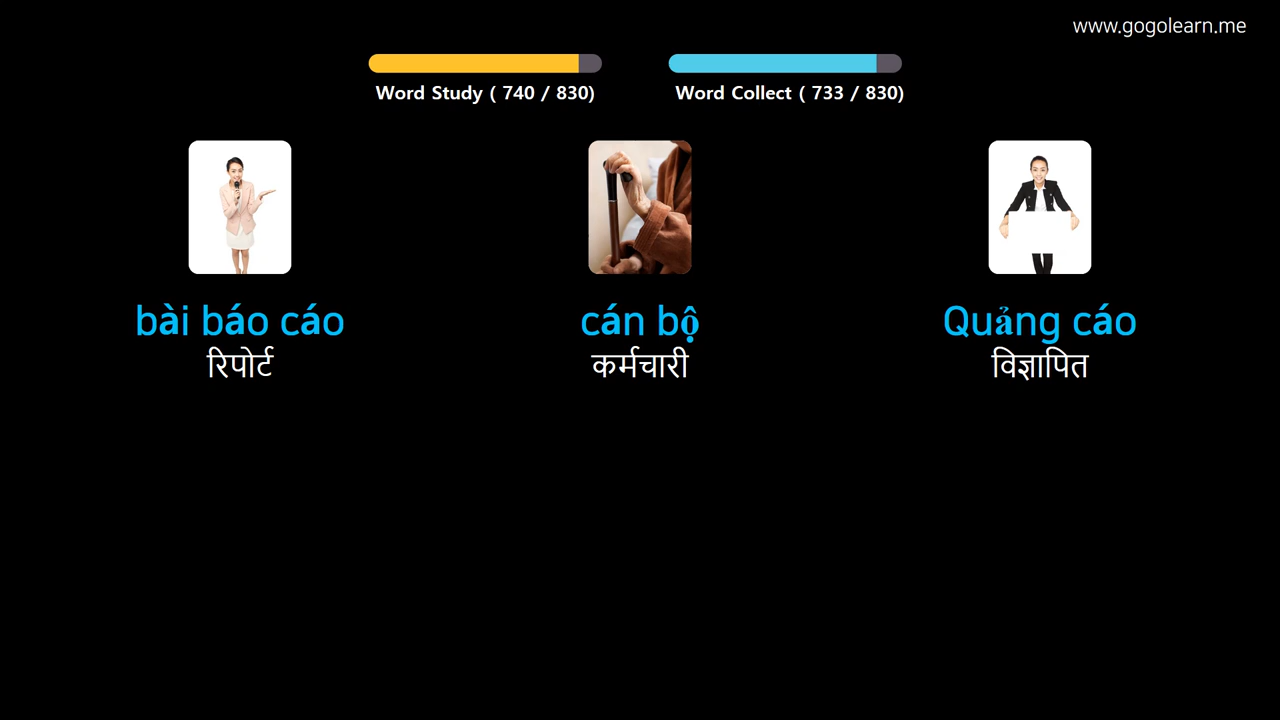 www.gogolearn.me
Word Study ( 740 / 830)
Word Collect ( 733 / 830)
bài báo cáo
रिपोर्ट
cán bộ
कर्मचारी
Quảng cáo
विज्ञापित